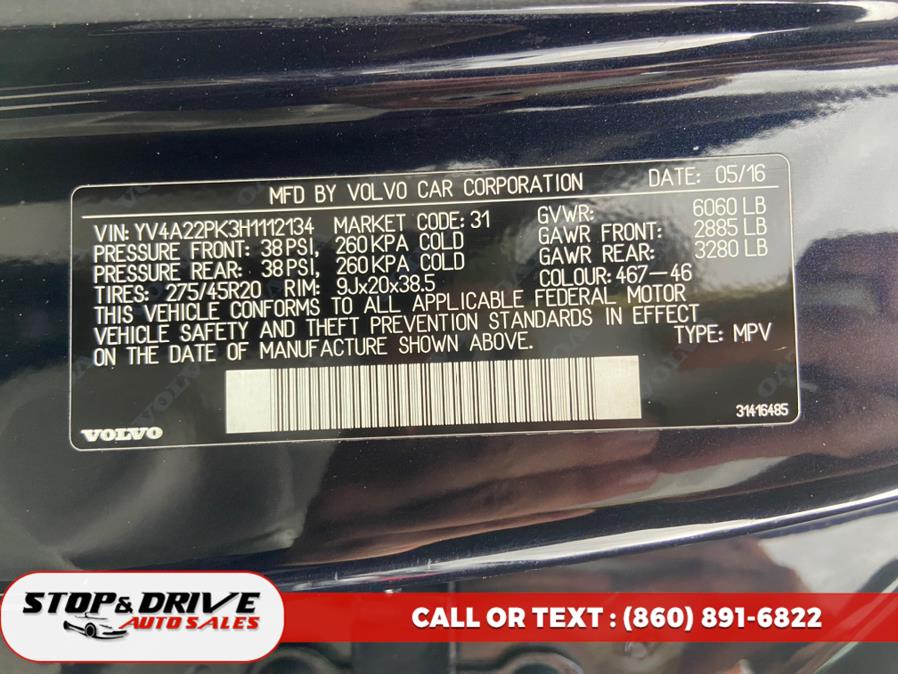 MFD BY VOLVO CAR CORPORATION DATE: 05/16
VIN: YV4A22PK3H1112134 MARKET CODE: 31 GVWR: 6060 LB
PRESSURE FRONT: 38 PSI, 260 KPA COLD GAWR FRONT: 2885 LB
PRESSURE REAR: 38 PSI, 260 KPA COLD GAWR REAR: 3280 LB
TIRES: 275/45R20 RIM: 9Jx20x38.5 COLOUR: 467-46
THIS VEHICLE CONFORMS TO ALL APPLICABLE FEDERAL MOTOR
VEHICLE SAFETY AND THEFT PREVENTION STANDARDS IN EFFECT
ON THE DATE OF MANUFACTURE SHOWN ABOVE. TYPE: MPV
31416485
VOLVO
STOP & DRIVE
AUTO SALES
CALL OR TEXT : (860) 891-6822